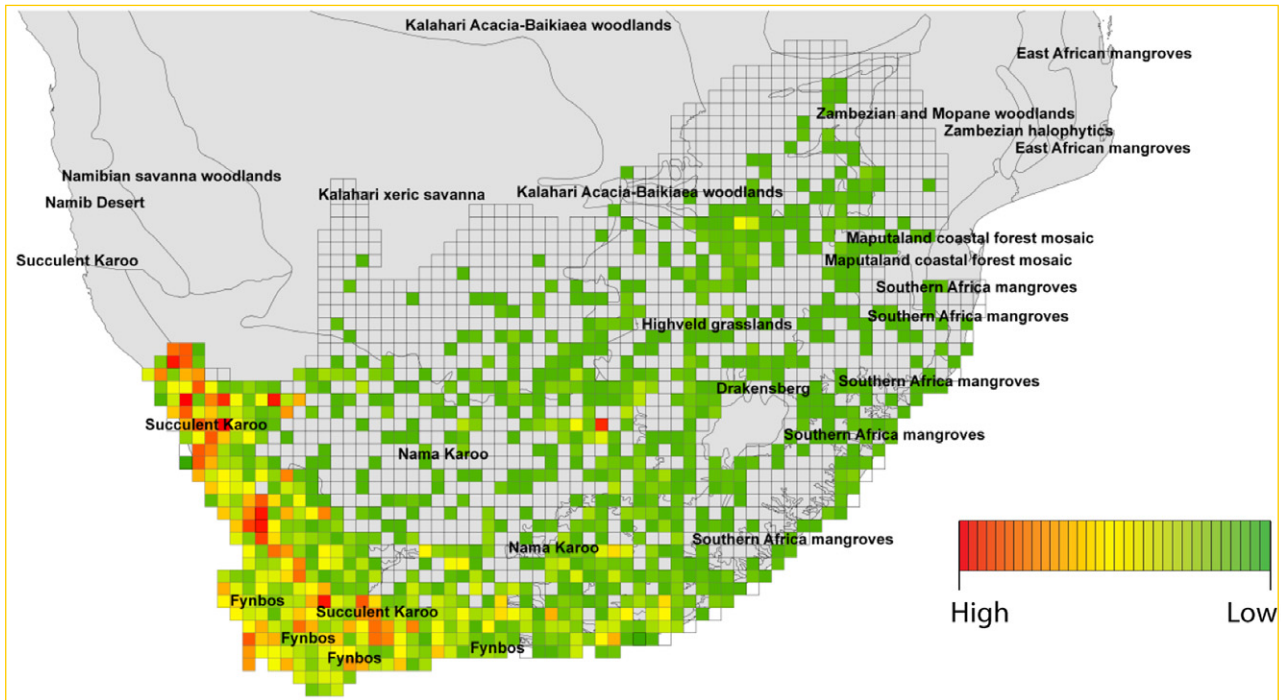 Kalahari Acacia-Baikiaea woodlands
East African mangroves
Zambezian and Mopane woodlands
Zambezian halophytics
East African mangroves
Namibian savanna woodlands
Kalahari xeric savanna
Kalahari Acacia-Baikiaea woodlands
Namib Desert
Maputaland coastal forest mosaic
Succulent Karoo
Maputaland coastal forest mosaic
Southern Africa mangroves
Southern Africa mangroves
Highveld grasslands
Drakensberg
Southern Africa mangroves
Succulent Karoo
Southern Africa mangroves
Nama Karoo
Southern Africa mangroves
Nama Karoo
Fynbos
Succulent Karoo
High
Low
Fynbos
Fynbos
Fynbos